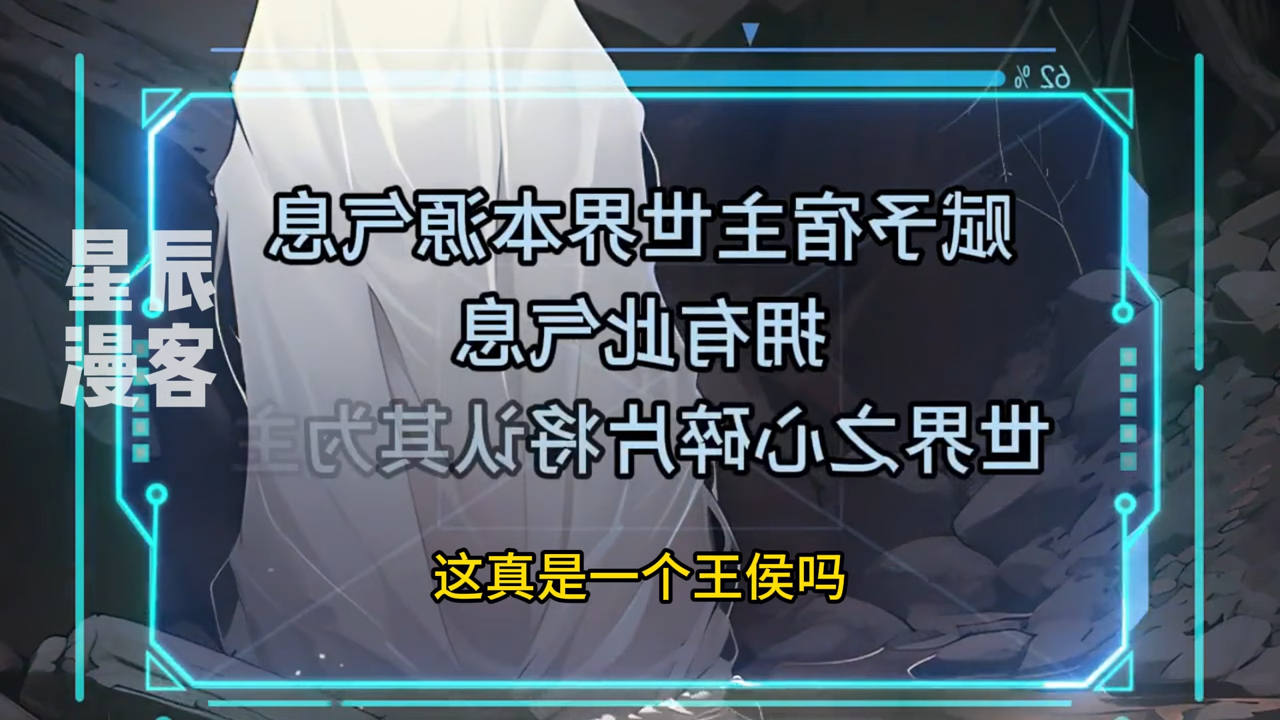 62 %
赋予宿主世界本源气息
拥有此气息
世界之心碎片将认其为主
星辰
漫客
这真是一个王侯吗